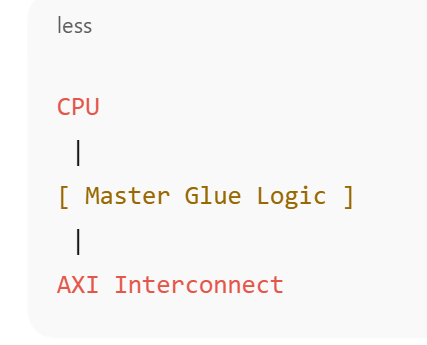 less
CPU
|
[ Master Glue Logic ]
|
AXI Interconnect